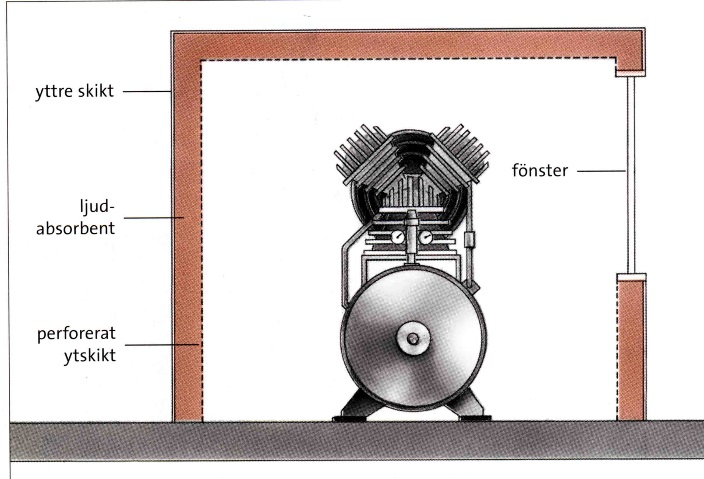 yttre skikt
ljud-
absorbent
perforerat
ytskikt
fönster